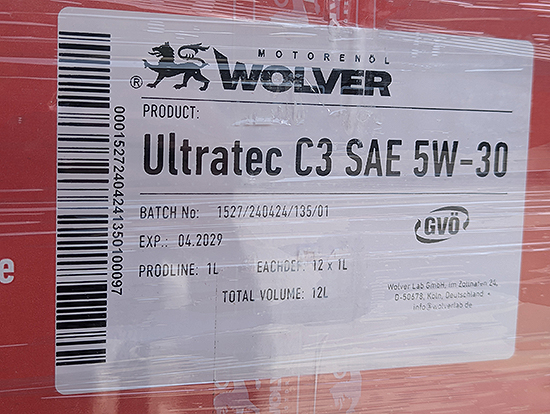 MOTORENÖL
® WOLVER
PRODUCT:
Ultratec C3 SAE 5W-30
BATCH No: 1527/240424/135/01
EXP.: 04.2029
PRODLINE: 1L EACHDEF: 12 x 1L
TOTAL VOLUME: 12L
GVÖ
Wolver Lab GmbH, im Zollhafen 24,
D-50678, Köln, Deutschland •
info@wolverlab.de
00015272404241350100097
e